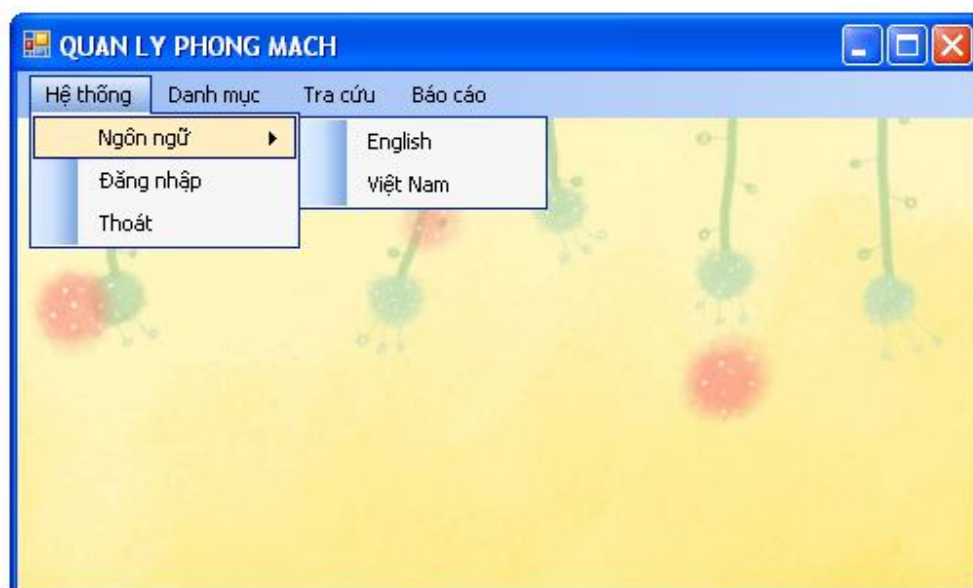 QUAN LY PHONG MACH
Hệ thống Danh mục Tra cứu Báo cáo
Ngôn ngữ English
Đăng nhập Việt Nam
Thoát